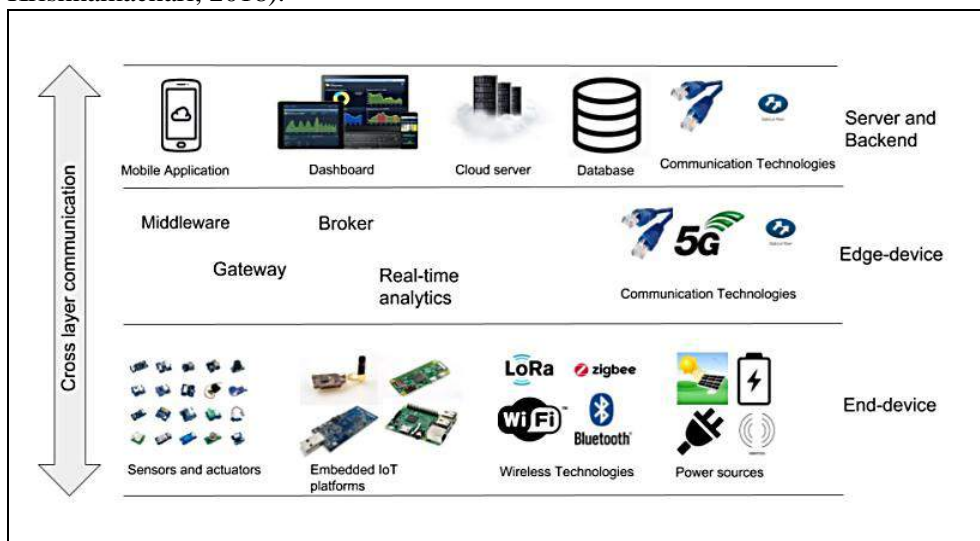 Mobile Application
Dashboard
Cloud server
Database
Communication Technologies
Server and
Backend
Cross layer communication
Middleware
Broker
Gateway
Real-time
analytics
5G
Communication Technologies
Edge-device
LoRa
zigbee
WiFi
Bluetooth
Sensors and actuators
Embedded IoT
platforms
Wireless Technologies
Power sources
End-device